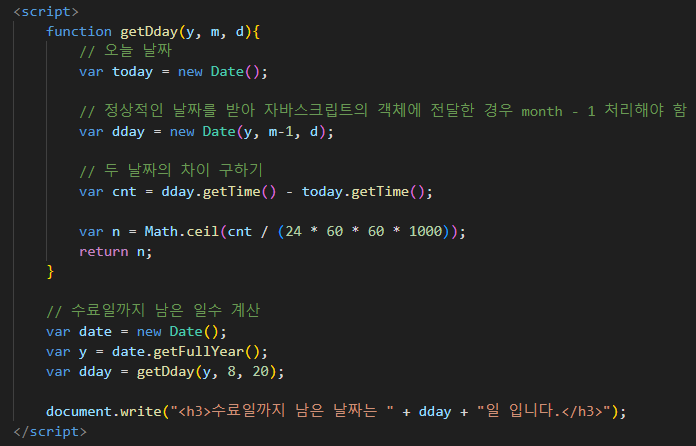 <script>
function getDday(y, m, d){
// 오늘 날짜
var today = new Date();
// 정상적인 날짜를 받아 자바스크립트의 객체에 전달한 경우 month - 1 처리해야 함
var dday = new Date(y, m-1, d);
// 두 날짜의 차이 구하기
var cnt = dday.getTime() - today.getTime();
var n = Math.ceil(cnt / (24 * 60 * 60 * 1000));
return n;
}
// 수료일까지 남은 일수 계산
var date = new Date();
var y = date.getFullYear();
var dday = getDday(y, 8, 20);
document.write("<h3>수료일까지 남은 날짜는 " + dday + "일 입니다.</h3>");
</script>